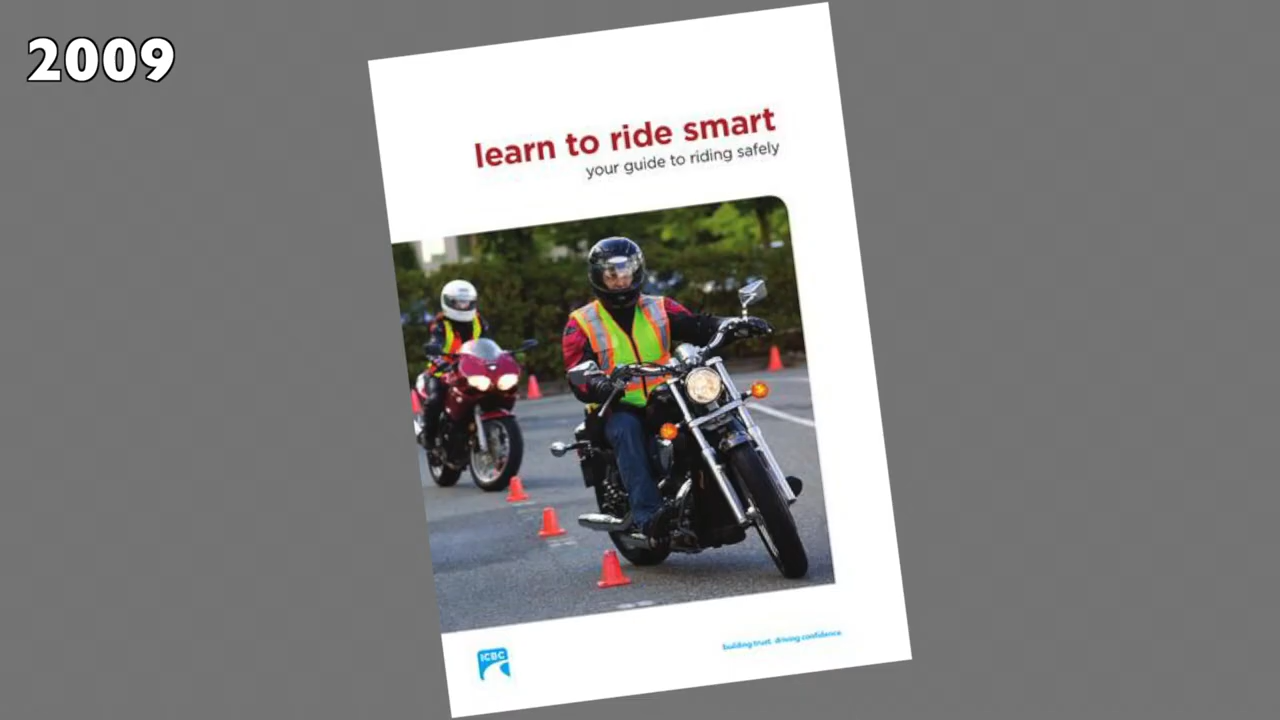 2009
learn to ride smart
your guide to riding safely
ICBC
building trust. driving confidence.